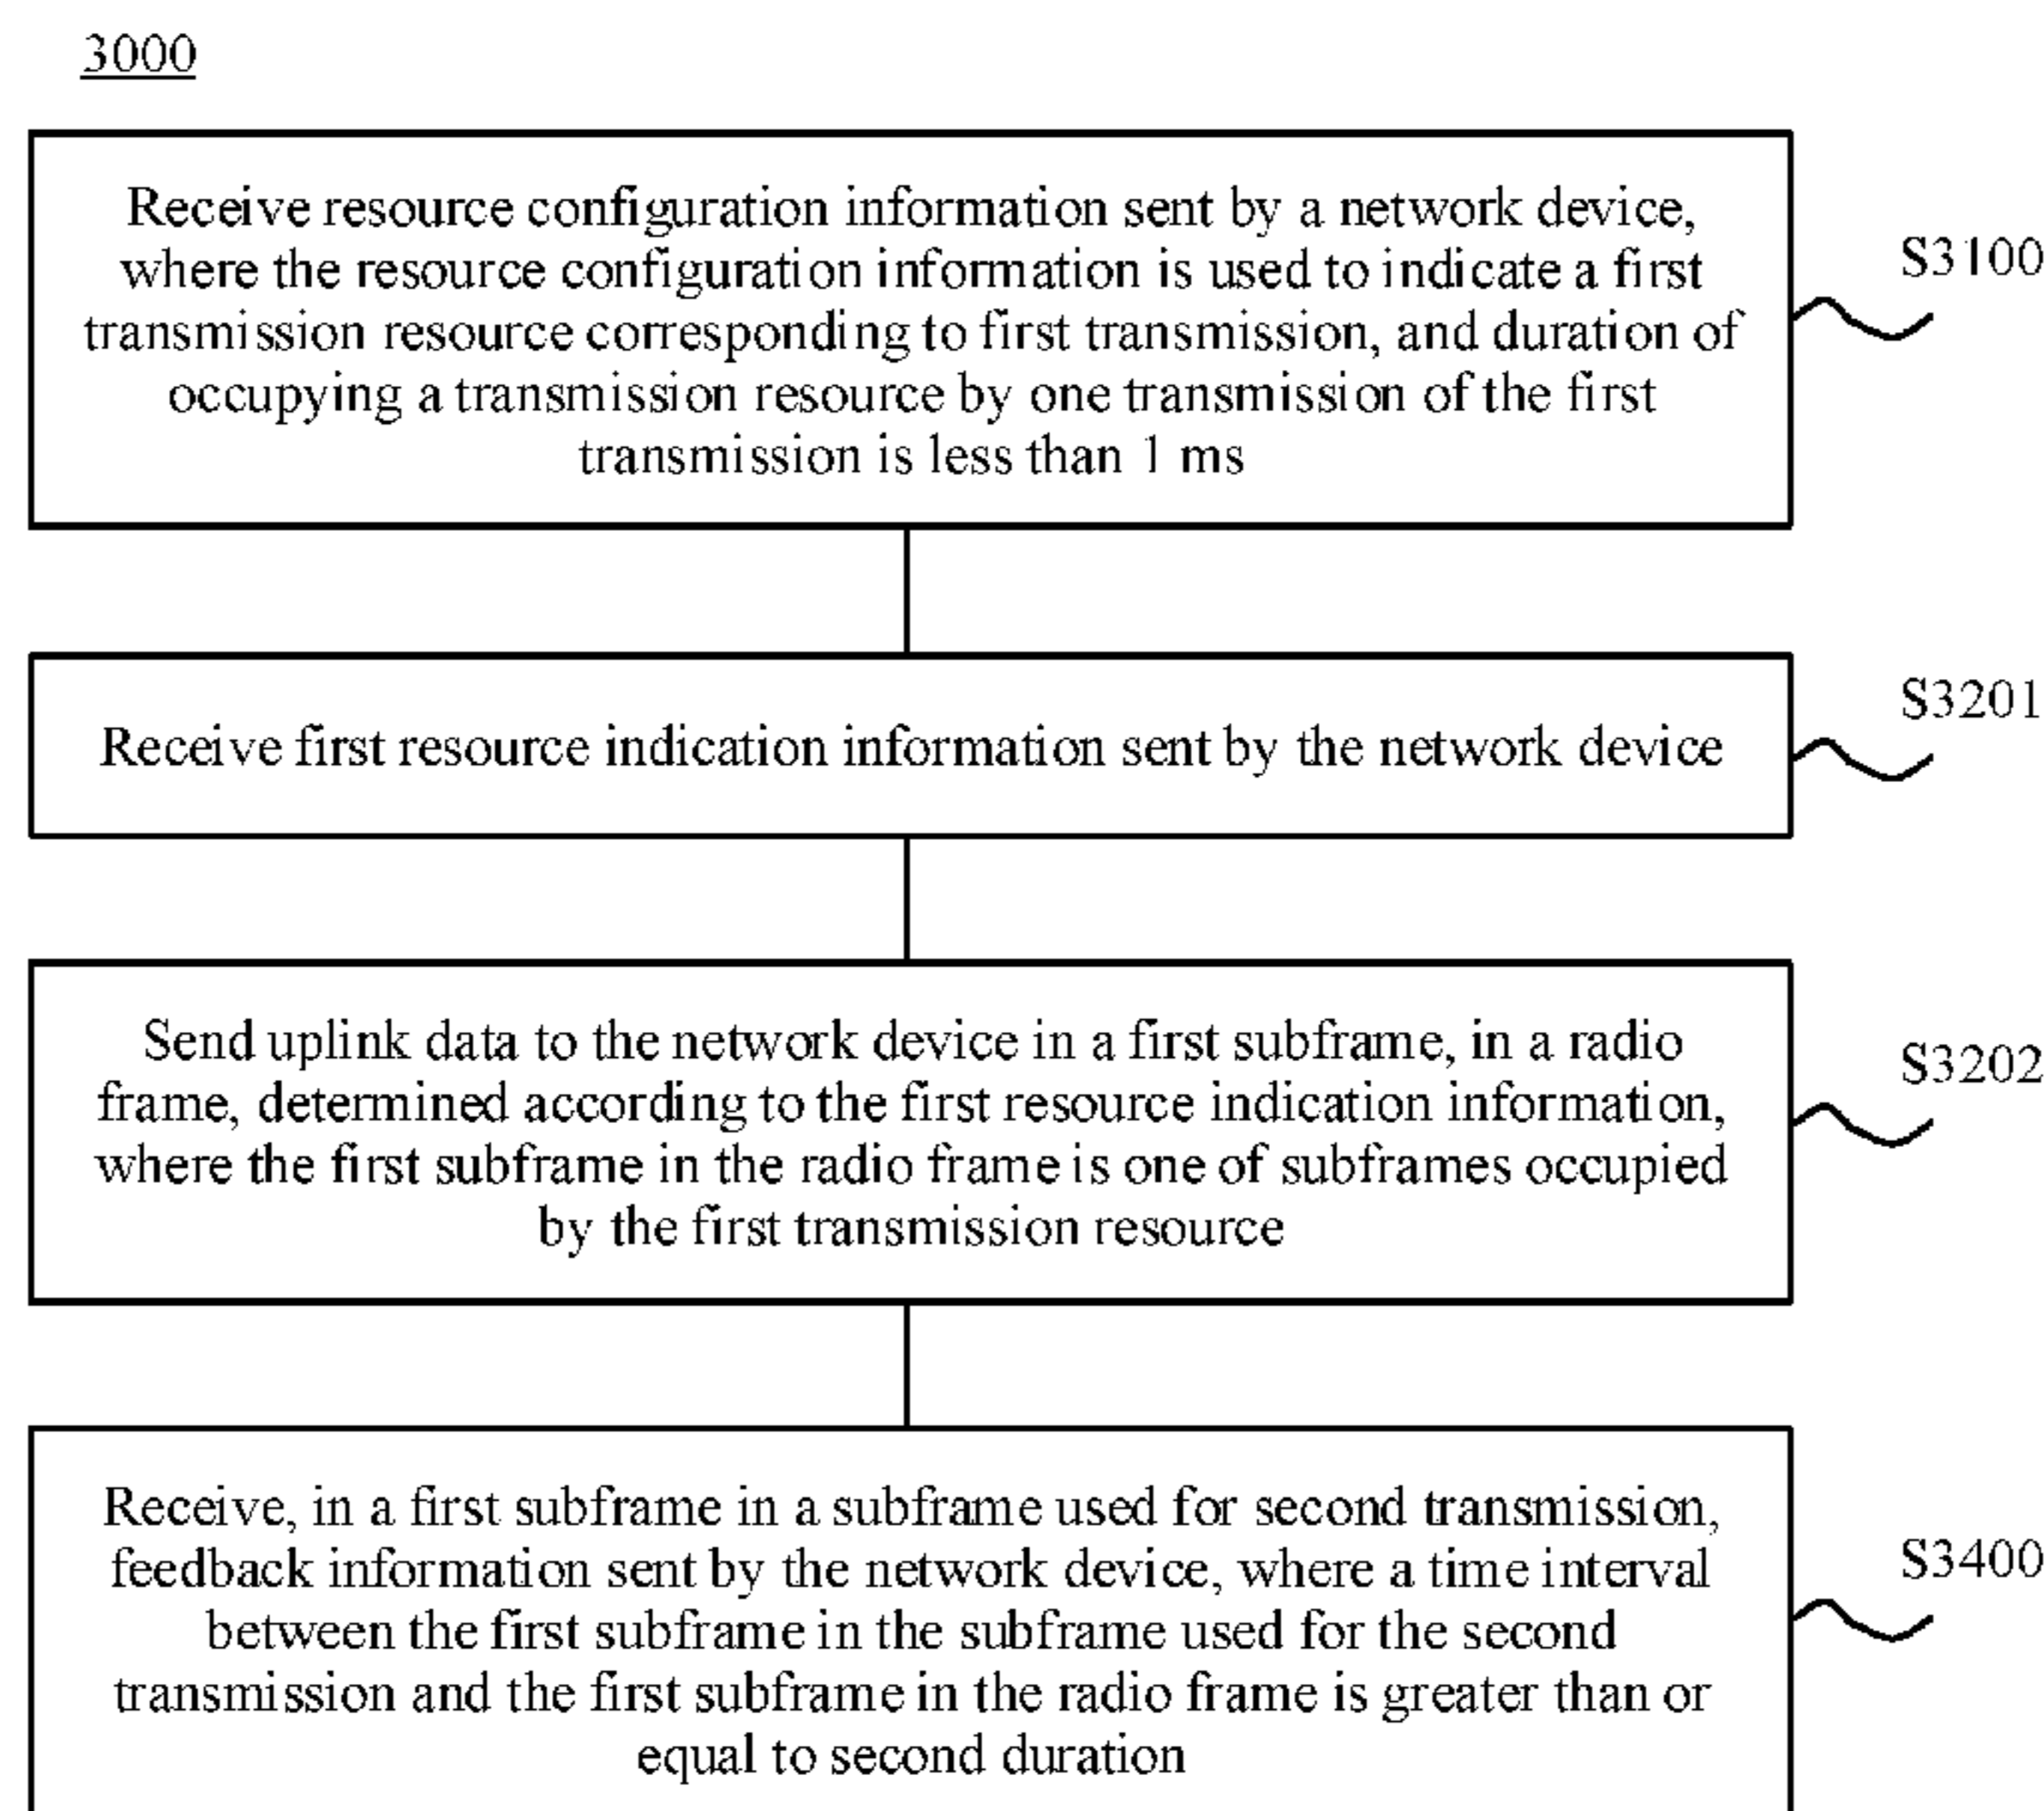 3000
Receive resource configuration information sent by a network device,
where the resource configuration information is used to indicate a first
transmission resource corresponding to first transmission, and duration of
occupying a transmission resource by one transmission of the first
transmission is less than 1 ms
S3100
Receive first resource indication information sent by the network device
S3201
Send uplink data to the network device in a first subframe, in a radio
frame, determined according to the first resource indication information,
where the first subframe in the radio frame is one of subframes occupied
by the first transmission resource
S3202
Receive, in a first subframe in a subframe used for second transmission,
feedback information sent by the network device, where a time interval
between the first subframe in the subframe used for the second
transmission and the first subframe in the radio frame is greater than or
equal to second duration
S3400